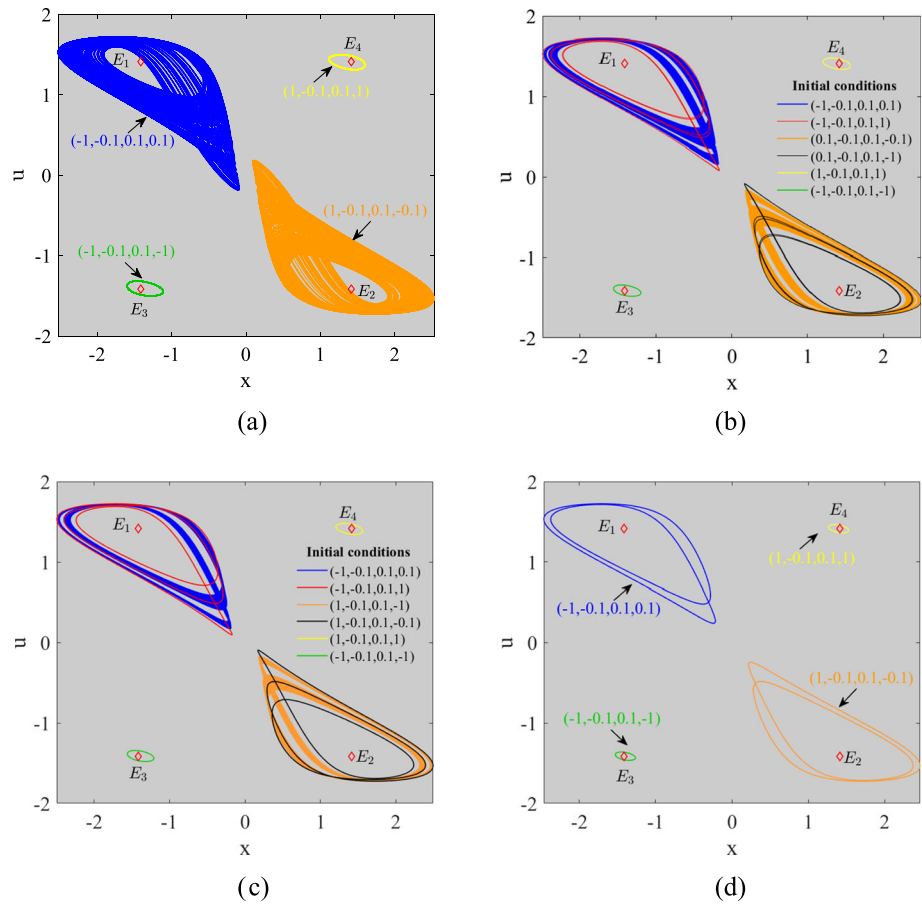 2
1
0
-1
-2
u
-2
-1
0
1
2
x
E1
E4
(1,-0.1,0.1,1)
(-1,-0.1,0.1,0.1)
(1,-0.1,0.1,-0.1)
(-1,-0.1,0.1,-1)
E3
E2
(a)
2
1
0
-1
-2
u
-2
-1
0
1
2
x
E1
E4
Initial conditions
(-1,-0.1,0.1,0.1)
(-1,-0.1,0.1,1)
(0.1,-0.1,0.1,-0.1)
(0.1,-0.1,0.1,-1)
(1,-0.1,0.1,1)
(-1,-0.1,0.1,-1)
E3
E2
(b)
2
1
0
-1
-2
u
-2
-1
0
1
2
x
E1
E4
Initial conditions
(-1,-0.1,0.1,0.1)
(-1,-0.1,0.1,1)
(1,-0.1,0.1,-1)
(1,-0.1,0.1,-0.1)
(1,-0.1,0.1,1)
(-1,-0.1,0.1,-1)
E3
E2
(c)
2
1
0
-1
-2
u
-2
-1
0
1
2
x
E1
E4
(1,-0.1,0.1,1)
(-1,-0.1,0.1,0.1)
(1,-0.1,0.1,-0.1)
(-1,-0.1,0.1,-1)
E3
E2
(d)